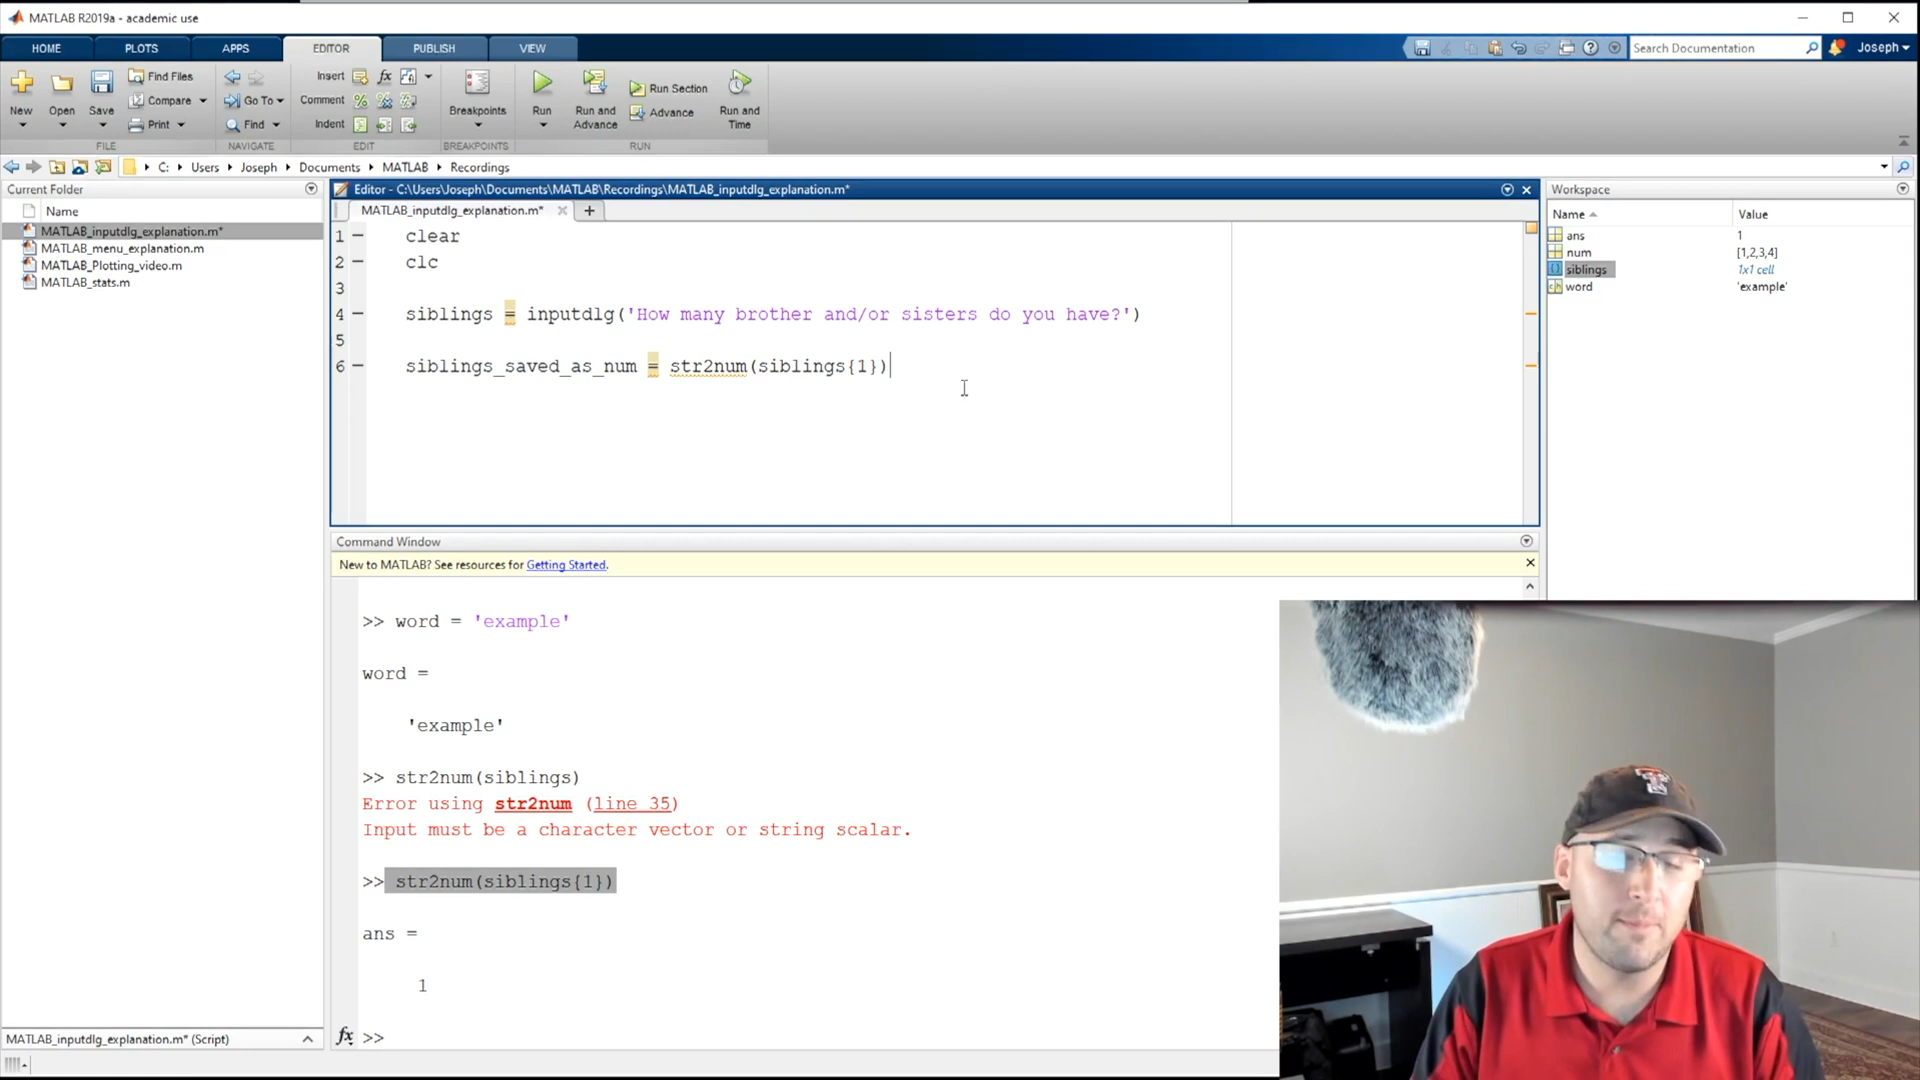 MATLAB R2019a - academic use
HOME PLOTS APPS EDITOR PUBLISH VIEW
Search Documentation
Joseph
New Open Save Find Files Compare Print
Go To Find
Insert fx
Comment
Indent
Breakpoints
Run Run and Advance Run Section Advance Run and Time
FILE NAVIGATE EDIT BREAKPOINTS RUN
C: Users Joseph Documents MATLAB Recordings
Current Folder
Name
MATLAB_inputdlg_explanation.m*
MATLAB_menu_explanation.m
MATLAB_Plotting_video.m
MATLAB_stats.m
MATLAB_inputdlg_explanation.m* (Script)
Editor - C:\Users\Joseph\Documents\MATLAB\Recordings\MATLAB_inputdlg_explanation.m*
MATLAB_inputdlg_explanation.m*
1 clear
2 clc
3
4 siblings = inputdlg('How many brother and/or sisters do you have?')
5
6 siblings_saved_as_num = str2num(siblings{1})
Command Window
New to MATLAB? See resources for Getting Started.
>> word = 'example'
word =
'example'
>> str2num(siblings)
Error using str2num (line 35)
Input must be a character vector or string scalar.
>> str2num(siblings{1})
ans =
1
fx >>
Workspace
Name Value
ans 1
num [1,2,3,4]
siblings 1x1 cell
word 'example'